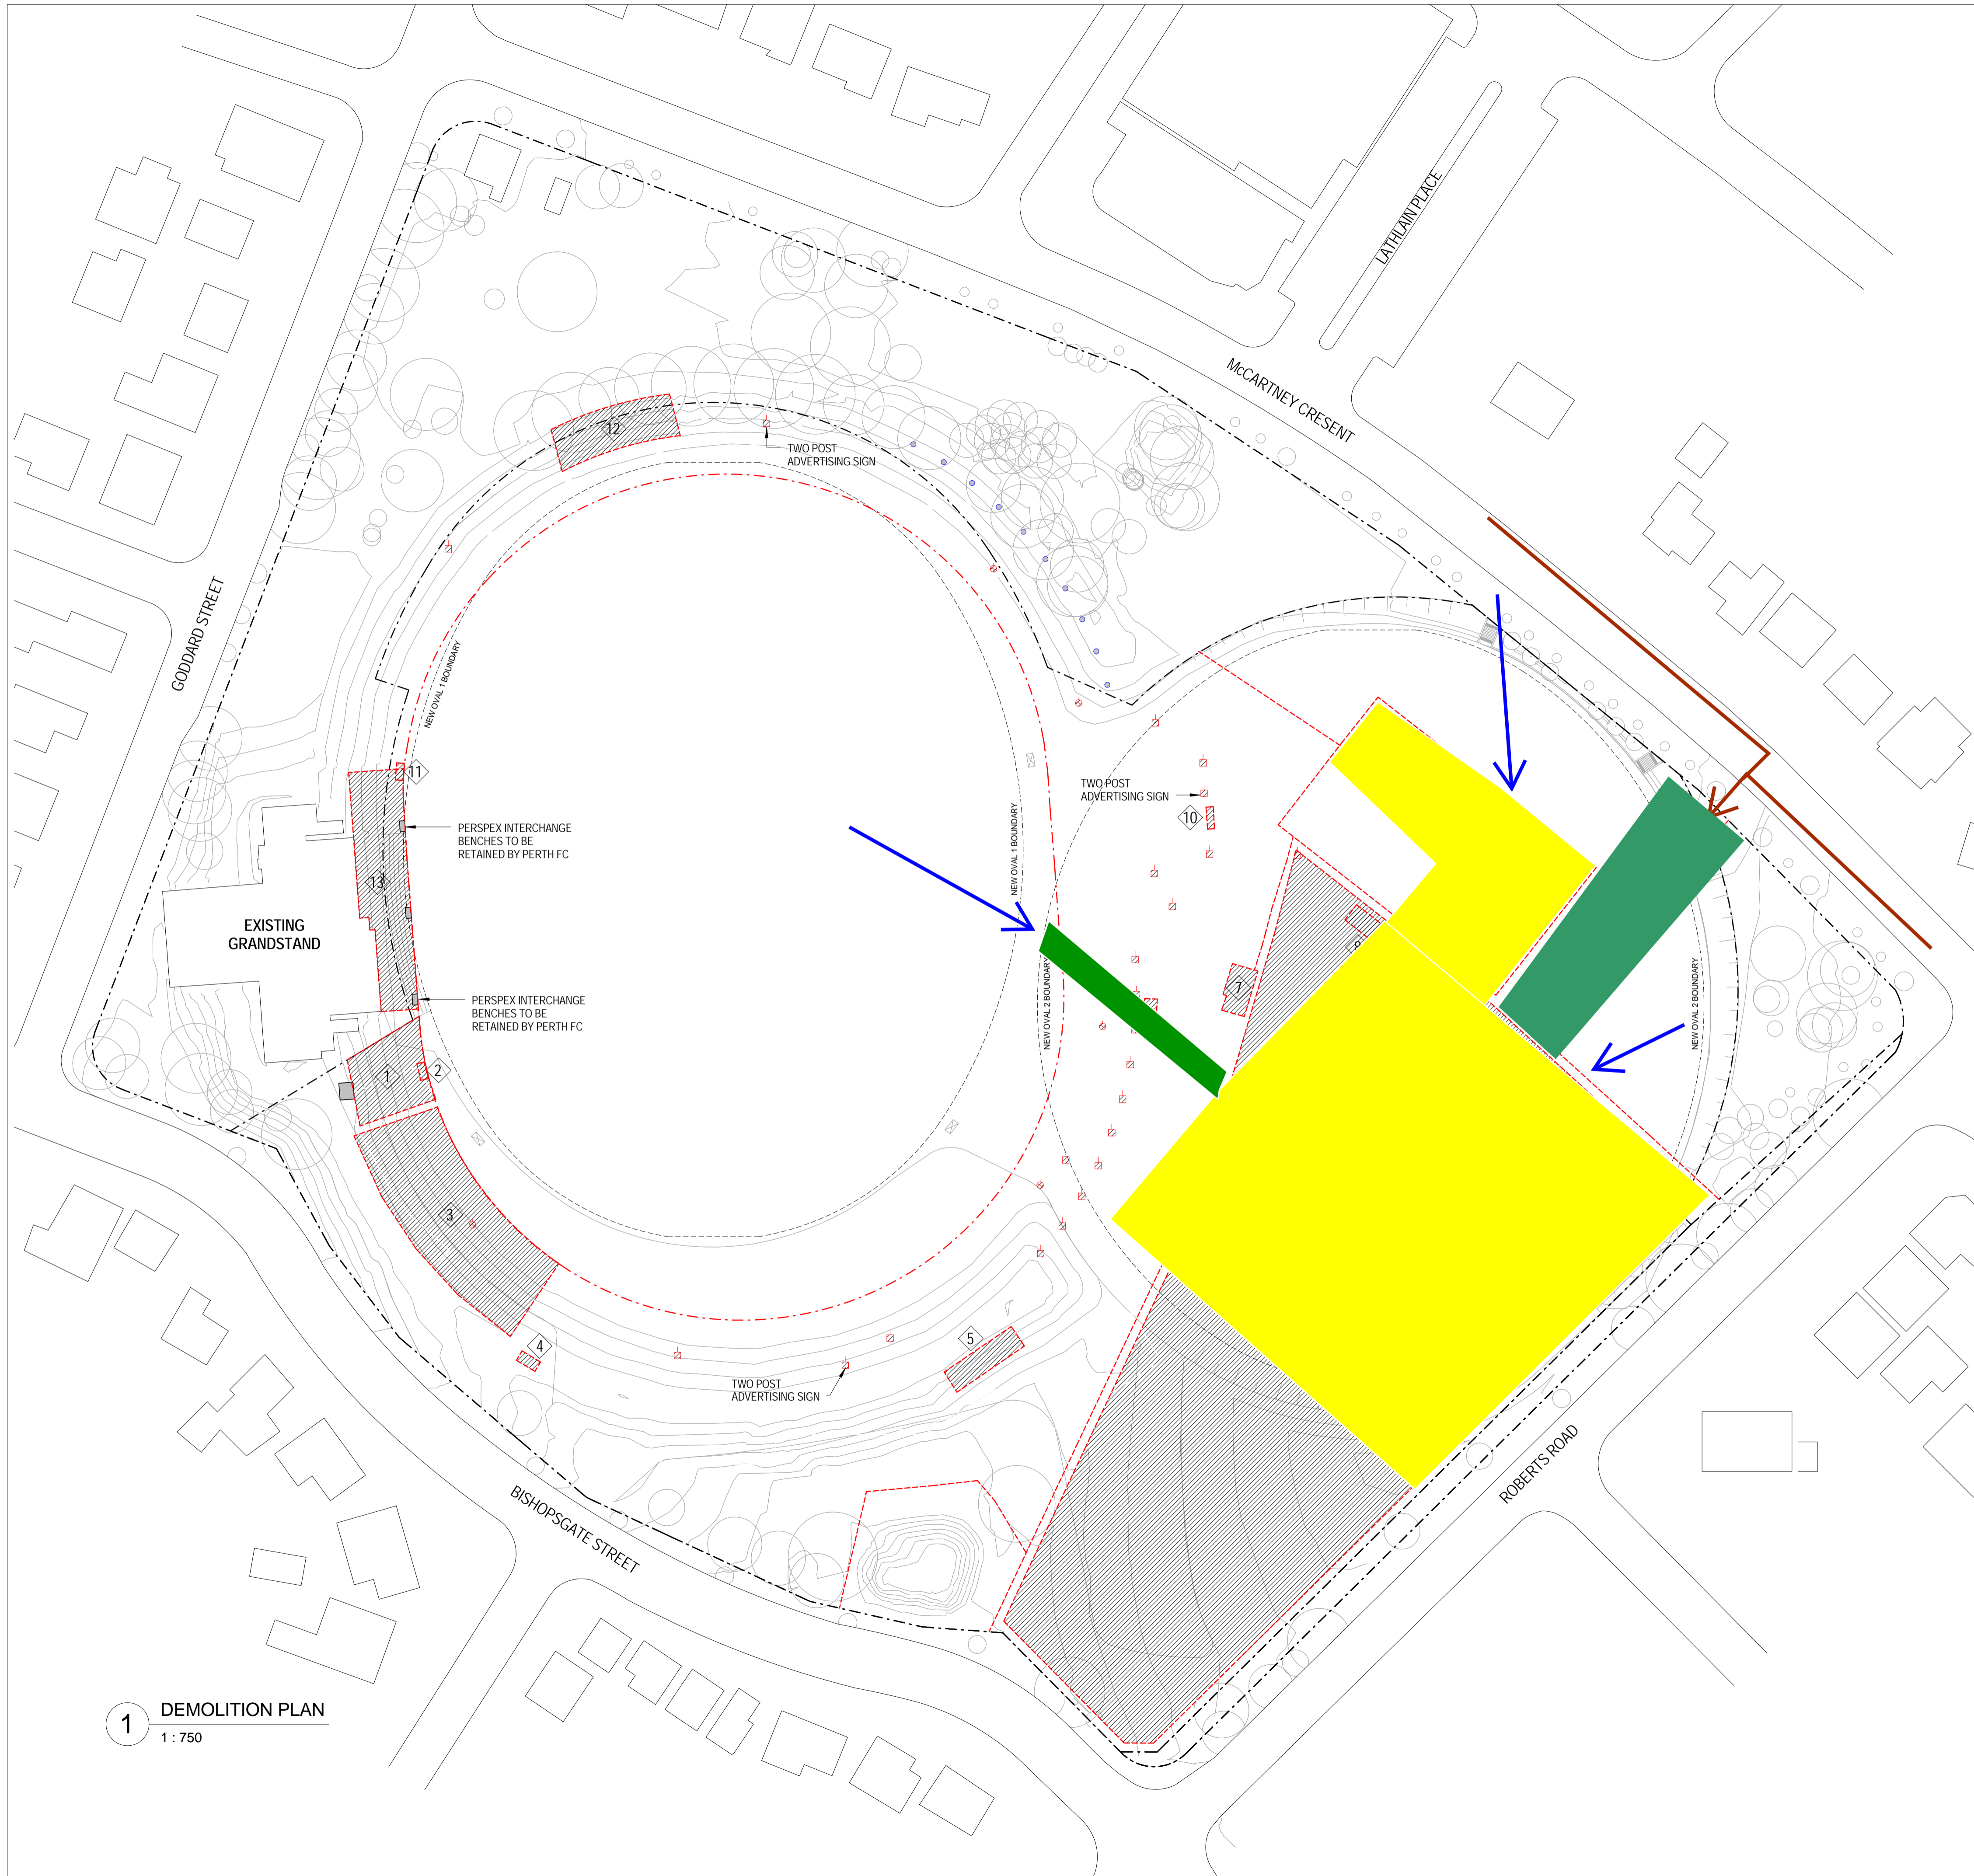 LATHLAIN PLACE
McCARTNEY CRESENT
12
TWO POST
ADVERTISING SIGN
GODDARD STREET
NEW OVAL 1 BOUNDARY
11
TWO POST
ADVERTISING SIGN
10
PERSPEX INTERCHANGE
BENCHES TO BE
RETAINED BY PERTH FC
NEW OVAL 1 BOUNDARY
13
EXISTING
GRANDSTAND
7
NEW OVAL 2 BOUNDARY
NEW OVAL 2 BOUNDARY
PERSPEX INTERCHANGE
BENCHES TO BE
RETAINED BY PERTH FC
1
2
3
4
5
TWO POST
ADVERTISING SIGN
ROBERTS ROAD
BISHOPSGATE STREET
1
DEMOLITION PLAN
1 : 750